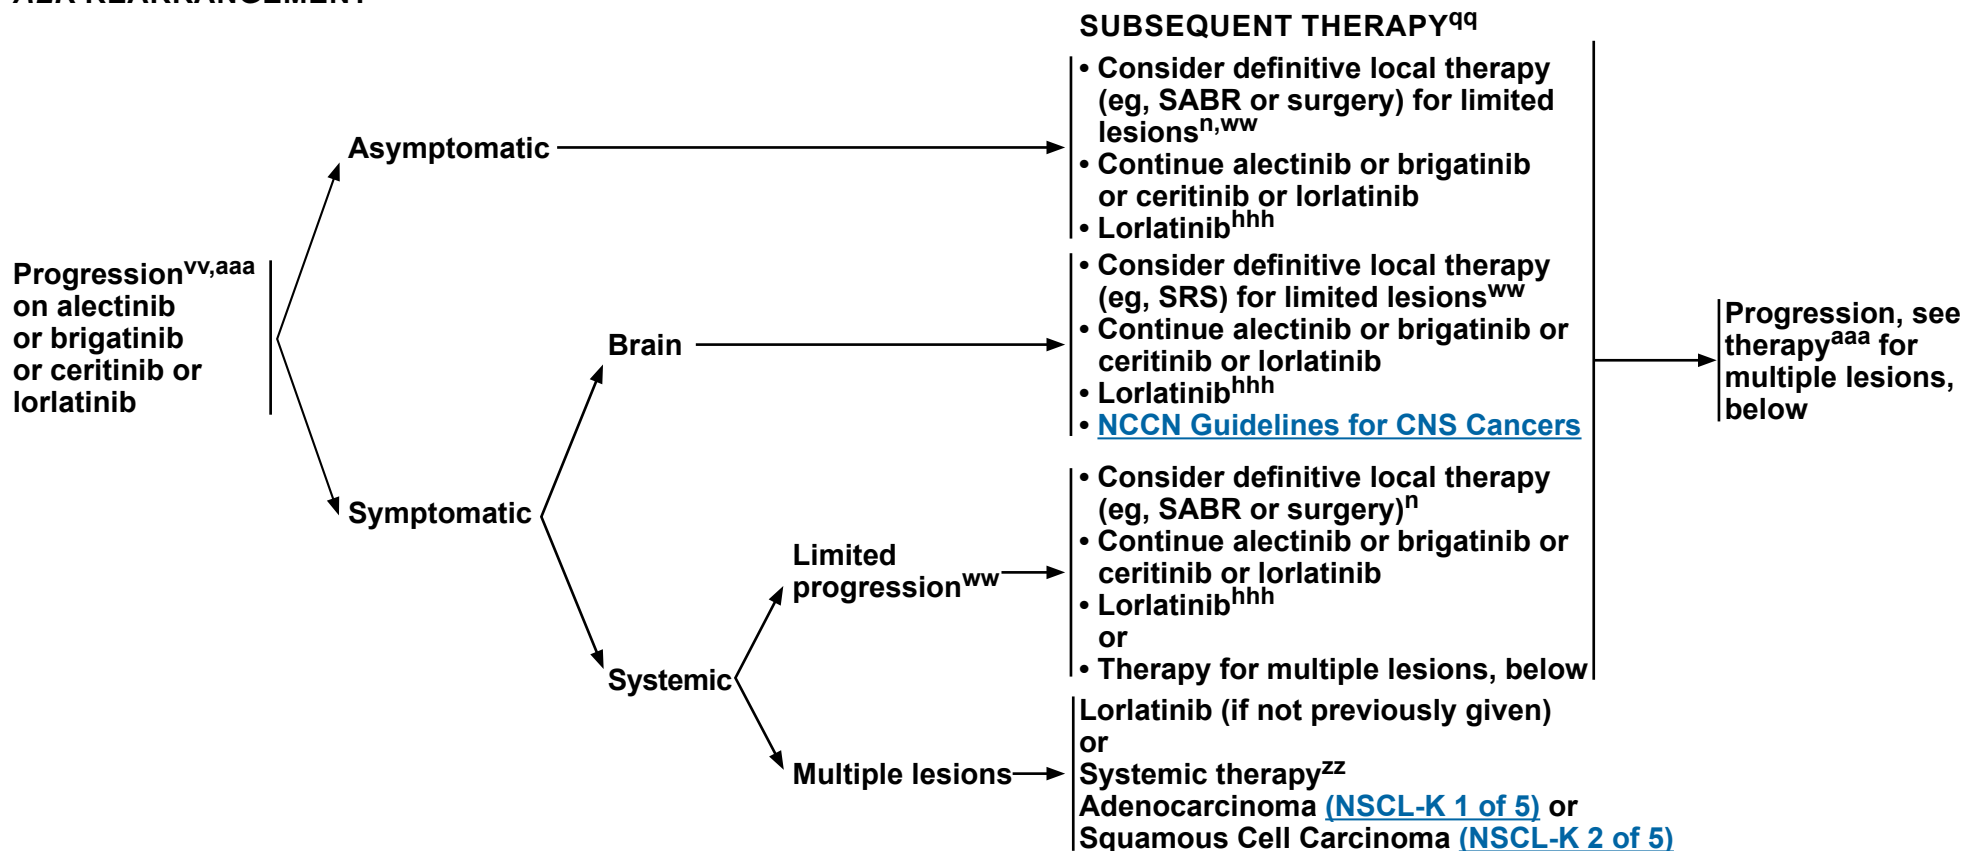 ALK REARRANGEMENT
SUBSEQUENT THERAPYqq
• Consider definitive local therapy
(eg, SABR or surgery) for limited
lesionsn,ww
• Continue alectinib or brigatinib
or ceritinib or lorlatinib
• Lorlatinibhhh
Asymptomatic
Progressionvv,aaa
on alectinib
or brigatinib
or ceritinib or
lorlatinib
Symptomatic
Brain
• Consider definitive local therapy
(eg, SRS) for limited lesionsww
• Continue alectinib or brigatinib or
ceritinib or lorlatinib
• Lorlatinibhhh
• NCCN Guidelines for CNS Cancers
Systemic
Limited
progressionww
• Consider definitive local therapy
(eg, SABR or surgery)n
• Continue alectinib or brigatinib or
ceritinib or lorlatinib
• Lorlatinibhhh
or
• Therapy for multiple lesions, below
Multiple lesions
Lorlatinib (if not previously given)
or
Systemic therapyzz
Adenocarcinoma (NSCL-K 1 of 5) or
Squamous Cell Carcinoma (NSCL-K 2 of 5)
Progression, see
therapyaaa for
multiple lesions,
below